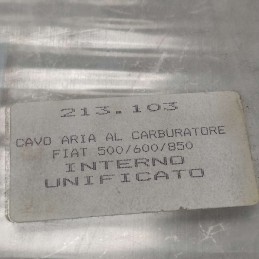 213.103
CAVO ARIA AL CARBURATORE
FIAT 500/600/850
INTERNO
UNIFICATO